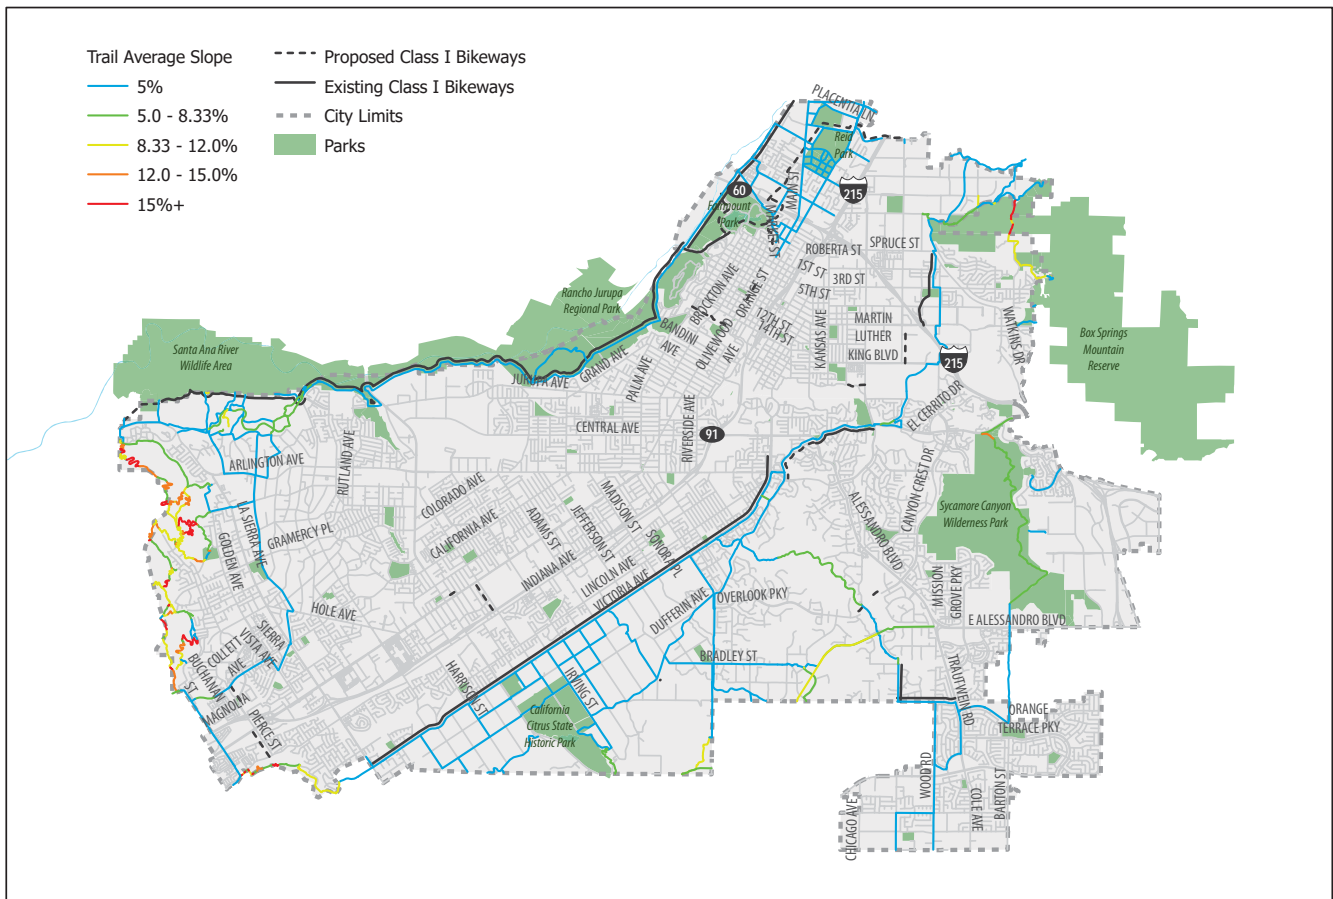 Trail Average Slope
5%
5.0 - 8.33%
8.33 - 12.0%
12.0 - 15.0%
15%+
Proposed Class I Bikeways
Existing Class I Bikeways
City Limits
Parks
PLACENTIA LN
Reid
Park
MAIN ST
60
215
Fairmount
Park
ROBERTA ST
SPRUCE ST
1ST ST
3RD ST
5TH ST
BROCKTON AVE
ORANGE ST
12TH ST
14TH ST
Rancho Jurupa
Regional Park
BANDINI
AVE
OLIVEWOOD
AVE
KANSAS AVE
MARTIN
LUTHER
KING BLVD
WATKINS DR
Box Springs
Mountain
Reserve
Santa Ana River
Wildlife Area
JURUPA AVE
GRAND AVE
PALM AVE
215
EL CERRITO DR
CENTRAL AVE
RIVERSIDE AVE
91
ARLINGTON AVE
RUTLAND AVE
COLORADO AVE
CALIFORNIA AVE
MADISON ST
ADAMS ST
JEFFERSON ST
SONORA PL
ALESSANDRO BLVD
CANYON CREST DR
Sycamore Canyon
Wilderness Park
LA SIERRA AVE
GOLDEN AVE
GRAMERCY PL
INDIANA AVE
LINCOLN AVE
VICTORIA AVE
HOLE AVE
DUFFERIN AVE
OVERLOOK PKY
MISSION
GROVE PKY
E ALESSANDRO BLVD
SIERRA
VISTA AVE
COLLETT
AVE
BUCHANAN
ST
BRADLEY ST
TRAUTWEIN RD
HARRISON ST
IRVING ST
MAGNOLIA
PIERCE ST
California
Citrus State
Historic Park
ORANGE
TERRACE PKY
WOOD RD
CHICAGO AVE
COLE AVE
BARTON ST